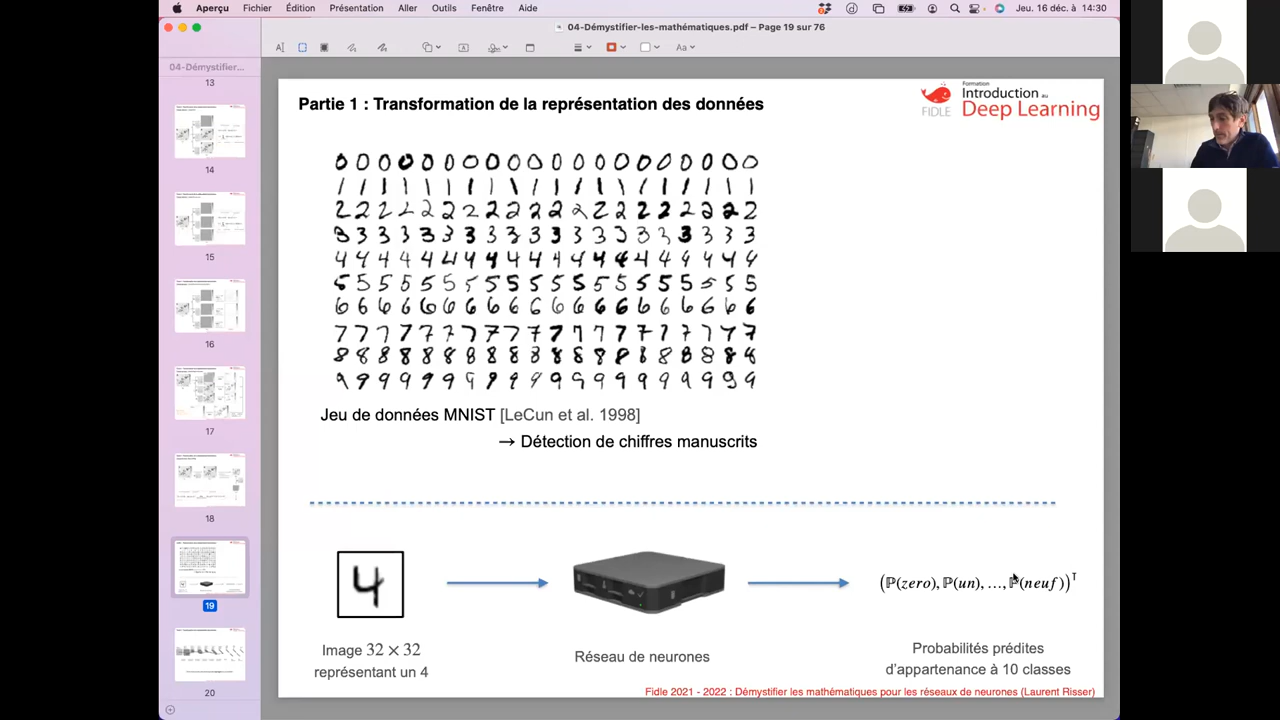 Aperçu Fichier Édition Présentation Aller Outils Fenêtre Aide Jeu. 16 déc. à 14:30
04-Démystifier-les-mathématiques.pdf – Page 19 sur 76
04-Démystifier...
13
14
15
16
17
18
19
20
Partie 1 : Transformation de la représentation des données
Formation
Introduction au
Deep Learning
FIDLE
Jeu de données MNIST [LeCun et al. 1998]
→ Détection de chiffres manuscrits
4
(ℙ(zero), ℙ(un), …, ℙ(neuf))ᵀ
Image 32 × 32
représentant un 4
Réseau de neurones
Probabilités prédites
d'appartenance à 10 classes
Fidle 2021 - 2022 : Démystifier les mathématiques pour les réseaux de neurones (Laurent Risser)